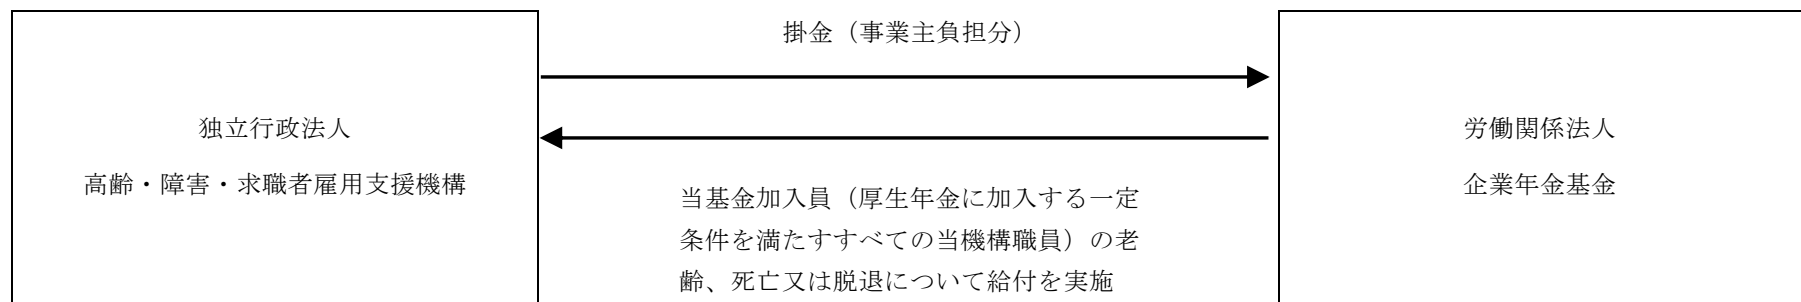 掛金（事業主負担分）
独立行政法人
高齢・障害・求職者雇用支援機構
労働関係法人
企業年金基金
当基金加入員（厚生年金に加入する一定
条件を満たすすべての当機構職員）の老
齢、死亡又は脱退について給付を実施